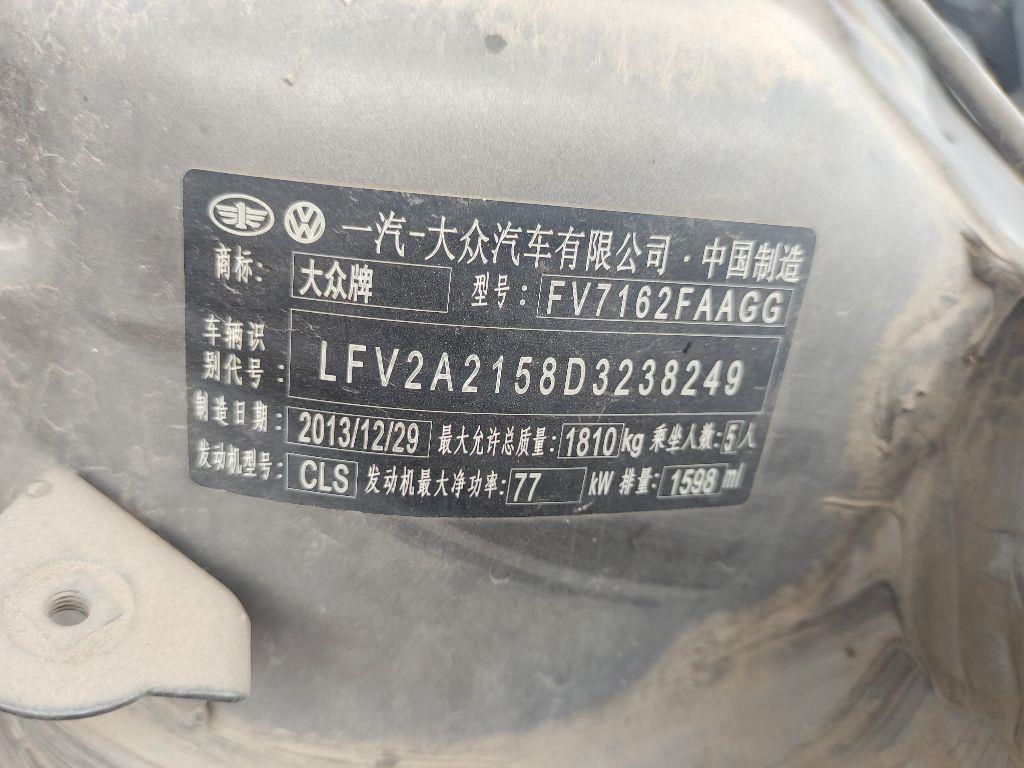 一汽-大众汽车有限公司·中国制造
商标: 大众牌 型号: FV7162FAAGG
车辆识别代号: LFV2A2158D3238249
制造日期: 2013/12/29 最大允许总质量: 1810kg 乘坐人数: 5人
发动机型号: CLS 发动机最大净功率: 77 kW 排量: 1598 ml